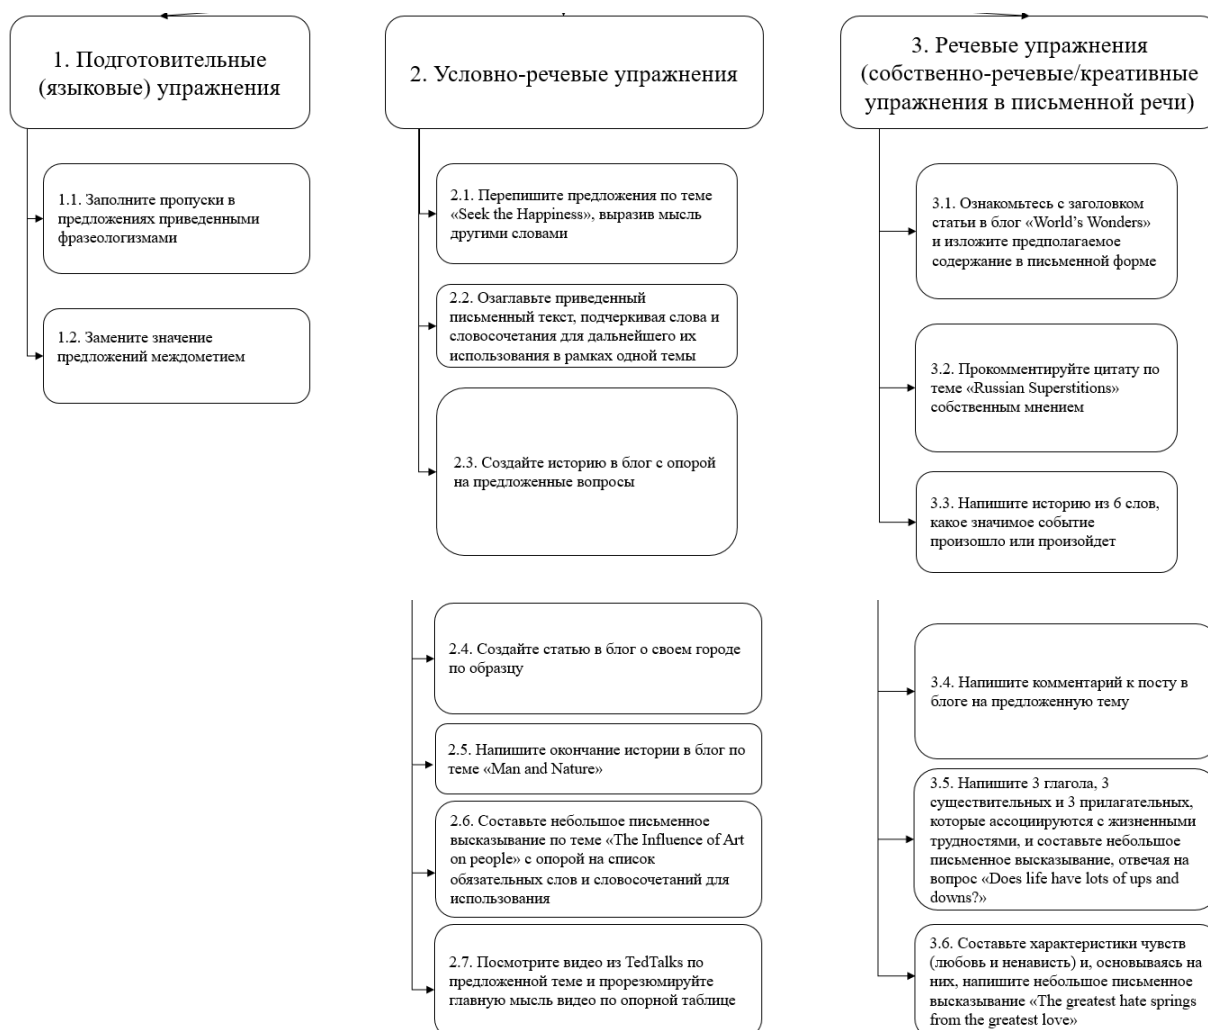 1. Подготовительные
(языковые) упражнения
1.1. Заполните пропуски в
предложениях приведенными
фразеологизмами
1.2. Замените значение
предложений междометием
2. Условно-речевые упражнения
2.1. Перепишите предложения по теме
«Seek the Happiness», выразив мысль
другими словами
2.2. Озаглавьте приведенный
письменный текст, подчеркивая слова и
словосочетания для дальнейшего их
использования в рамках одной темы
2.3. Создайте историю в блог с опорой
на предложенные вопросы
2.4. Создайте статью в блог о своем городе
по образцу
2.5. Напишите окончание истории в блог по
теме «Man and Nature»
2.6. Составьте небольшое письменное
высказывание по теме «The Influence of Art
on people» с опорой на список
обязательных слов и словосочетаний для
использования
2.7. Посмотрите видео из TedTalks по
предложенной теме и прорезюмируйте
главную мысль видео по опорной таблице
3. Речевые упражнения
(собственно-речевые/креативные
упражнения в письменной речи)
3.1. Ознакомьтесь с заголовком
статьи в блог «World’s Wonders»
и изложите предполагаемое
содержание в письменной форме
3.2. Прокомментируйте цитату по
теме «Russian Superstitions»
собственным мнением
3.3. Напишите историю из 6 слов,
какое значимое событие
произошло или произойдет
3.4. Напишите комментарий к посту в
блоге на предложенную тему
3.5. Напишите 3 глагола, 3
существительных и 3 прилагательных,
которые ассоциируются с жизненными
трудностями, и составьте небольшое
письменное высказывание, отвечая на
вопрос «Does life have lots of ups and
downs?»
3.6. Составьте характеристики чувств
(любовь и ненависть) и, основываясь на
них, напишите небольшое письменное
высказывание «The greatest hate springs
from the greatest love»